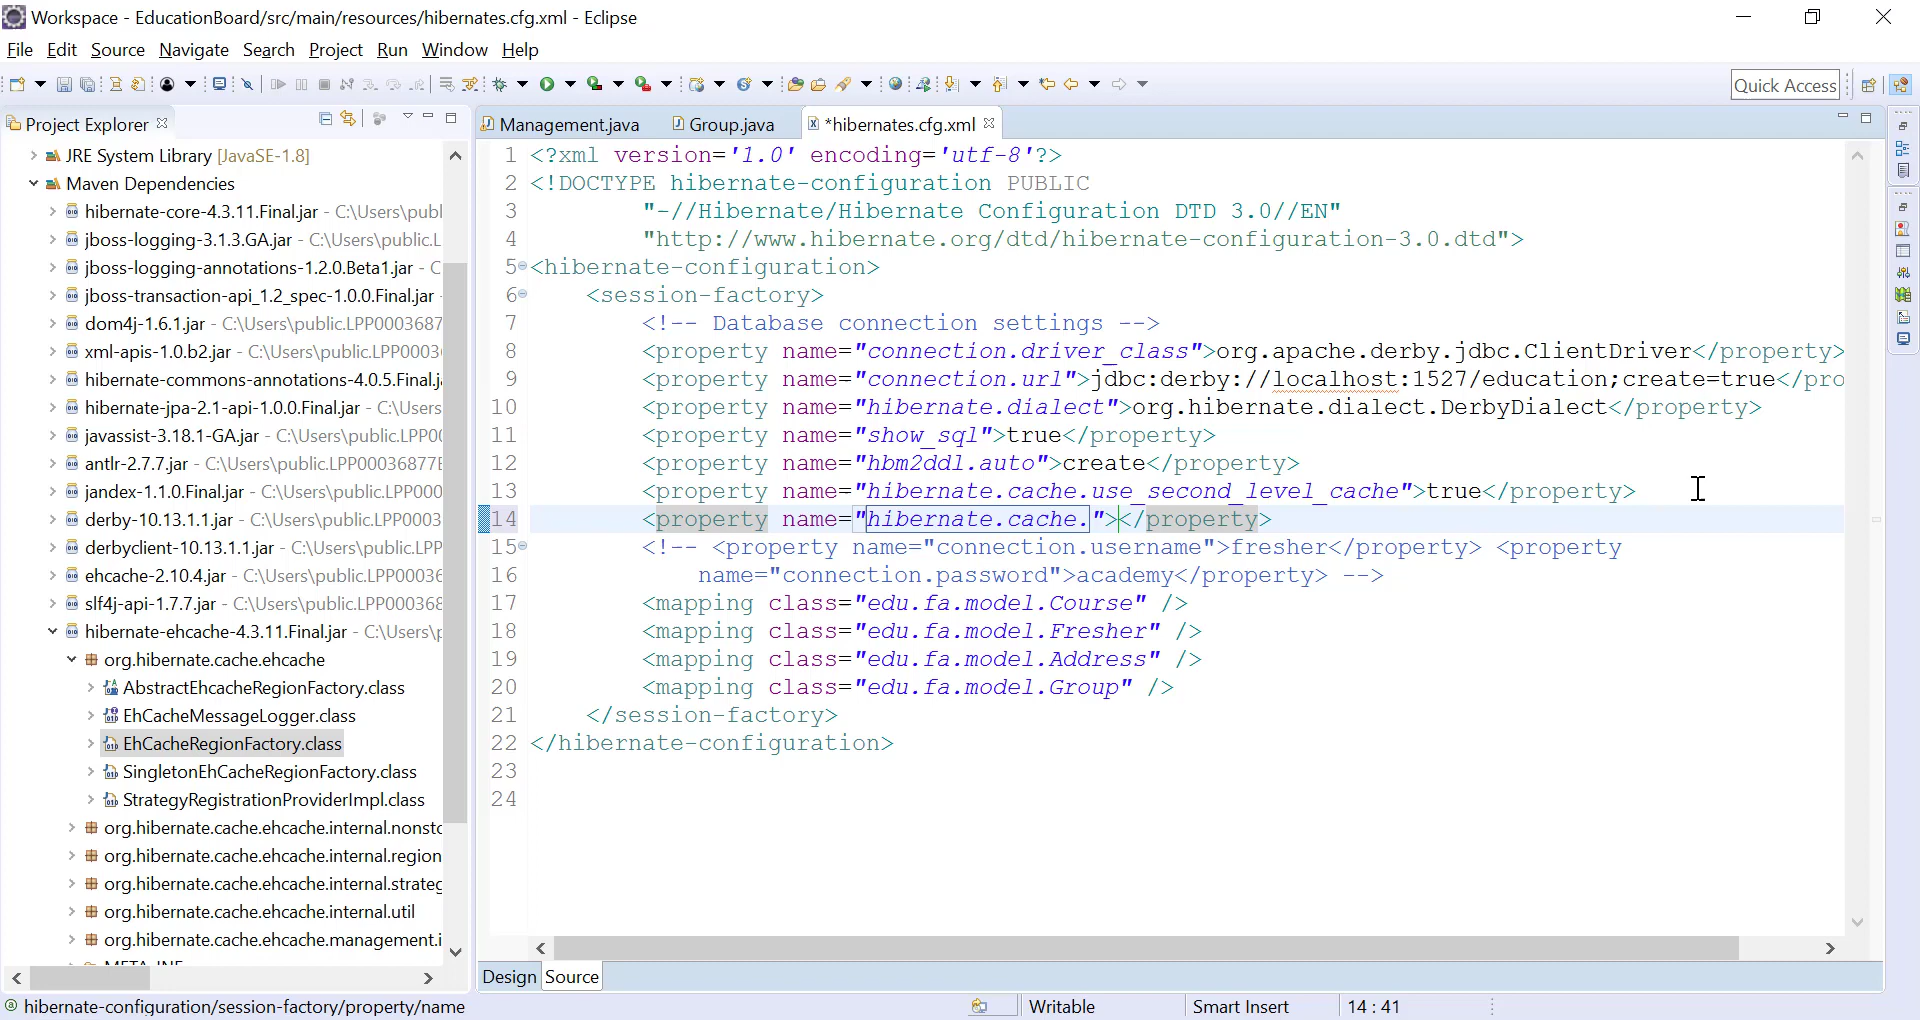 Workspace - EducationBoard/src/main/resources/hibernates.cfg.xml - Eclipse
File Edit Source Navigate Search Project Run Window Help
Quick Access
Project Explorer
JRE System Library [JavaSE-1.8]
Maven Dependencies
hibernate-core-4.3.11.Final.jar - C:\Users\publ
jboss-logging-3.1.3.GA.jar - C:\Users\public.L
jboss-logging-annotations-1.2.0.Beta1.jar - C
jboss-transaction-api_1.2_spec-1.0.0.Final.jar -
dom4j-1.6.1.jar - C:\Users\public.LPP0003687
xml-apis-1.0.b2.jar - C:\Users\public.LPP0003
hibernate-commons-annotations-4.0.5.Final.j
hibernate-jpa-2.1-api-1.0.0.Final.jar - C:\Users
javassist-3.18.1-GA.jar - C:\Users\public.LPP0
antlr-2.7.7.jar - C:\Users\public.LPP00036877
jandex-1.1.0.Final.jar - C:\Users\public.LPP000
derby-10.13.1.1.jar - C:\Users\public.LPP0003
derbyclient-10.13.1.1.jar - C:\Users\public.LPP
ehcache-2.10.4.jar - C:\Users\public.LPP00036
slf4j-api-1.7.7.jar - C:\Users\public.LPP000368
hibernate-ehcache-4.3.11.Final.jar - C:\Users\
org.hibernate.cache.ehcache
AbstractEhcacheRegionFactory.class
EhCacheMessageLogger.class
EhCacheRegionFactory.class
SingletonEhCacheRegionFactory.class
StrategyRegistrationProviderImpl.class
org.hibernate.cache.ehcache.internal.nonsto
org.hibernate.cache.ehcache.internal.region
org.hibernate.cache.ehcache.internal.strateg
org.hibernate.cache.ehcache.internal.util
org.hibernate.cache.ehcache.management.i
Management.java Group.java *hibernates.cfg.xml
1 <?xml version='1.0' encoding='utf-8'?>
2 <!DOCTYPE hibernate-configuration PUBLIC
3 "-//Hibernate/Hibernate Configuration DTD 3.0//EN"
4 "http://www.hibernate.org/dtd/hibernate-configuration-3.0.dtd">
5 <hibernate-configuration>
6 <session-factory>
7 <!-- Database connection settings -->
8 <property name="connection.driver_class">org.apache.derby.jdbc.ClientDriver</property>
9 <property name="connection.url">jdbc:derby://localhost:1527/education;create=true</pro
10 <property name="hibernate.dialect">org.hibernate.dialect.DerbyDialect</property>
11 <property name="show_sql">true</property>
12 <property name="hbm2ddl.auto">create</property>
13 <property name="hibernate.cache.use_second_level_cache">true</property>
14 <property name="hibernate.cache."></property>
15 <!-- <property name="connection.username">fresher</property> <property
16 name="connection.password">academy</property> -->
17 <mapping class="edu.fa.model.Course" />
18 <mapping class="edu.fa.model.Fresher" />
19 <mapping class="edu.fa.model.Address" />
20 <mapping class="edu.fa.model.Group" />
21 </session-factory>
22 </hibernate-configuration>
23
24
Design Source
hibernate-configuration/session-factory/property/name Writable Smart Insert 14 : 41